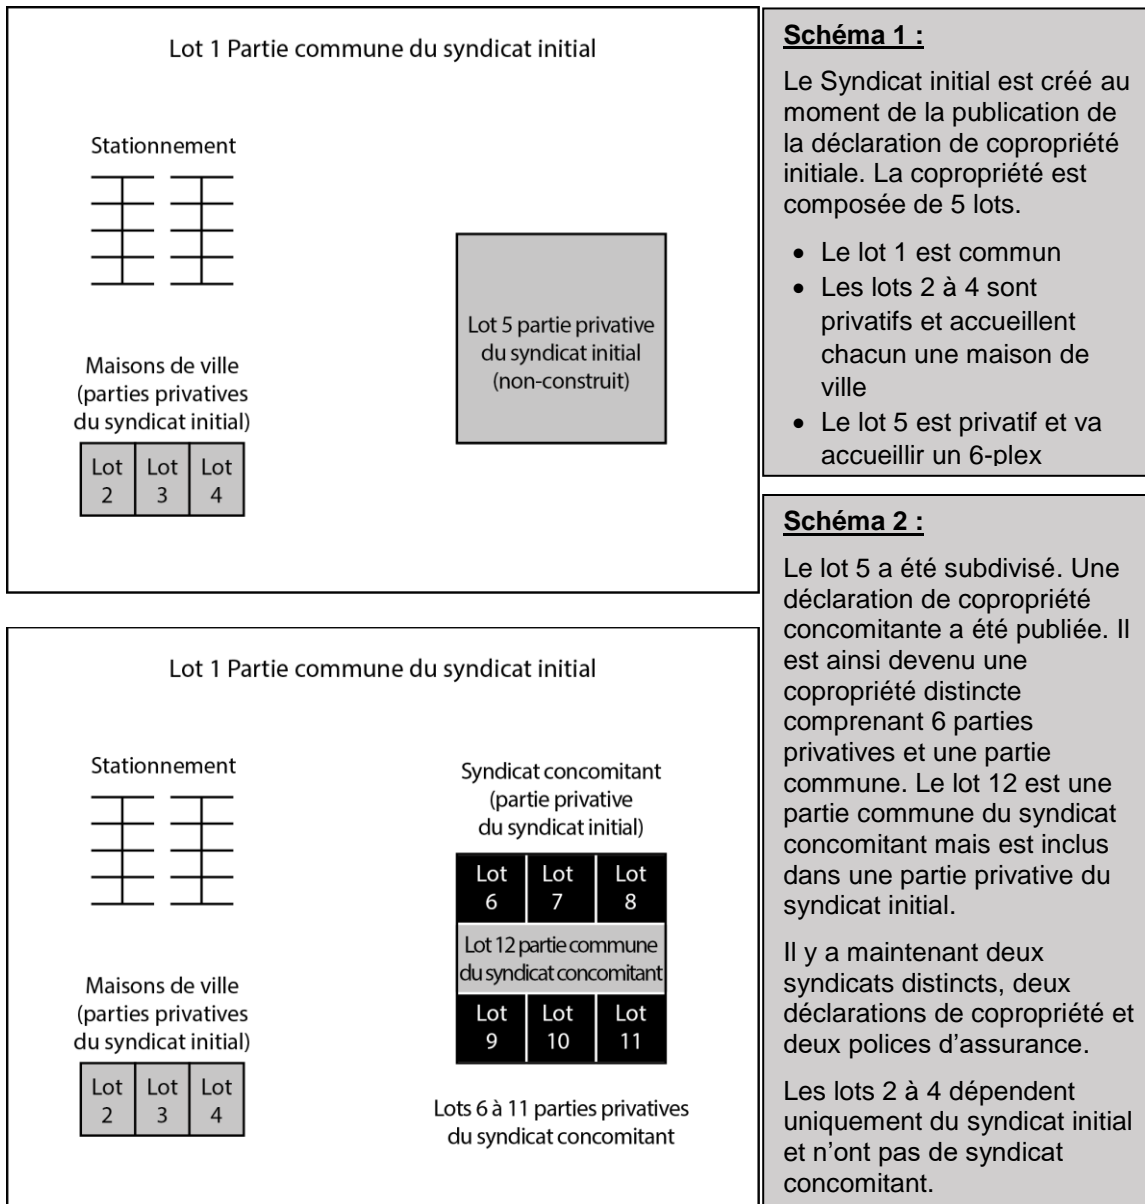 Lot 1 Partie commune du syndicat initial
Stationnement
Lot 5 partie privative
du syndicat initial
(non-construit)
Maisons de ville
(parties privatives
du syndicat initial)
Lot
2
Lot
3
Lot
4
Schéma 1 :
Le Syndicat initial est créé au
moment de la publication de
la déclaration de copropriété
initiale. La copropriété est
composée de 5 lots.
• Le lot 1 est commun
• Les lots 2 à 4 sont
privatifs et accueillent
chacun une maison de
ville
• Le lot 5 est privatif et va
accueillir un 6-plex
Lot 1 Partie commune du syndicat initial
Stationnement
Syndicat concomitant
(partie privative
du syndicat initial)
Lot
6
Lot
7
Lot
8
Lot 12 partie commune
du syndicat concomitant
Lot
9
Lot
10
Lot
11
Maisons de ville
(parties privatives
du syndicat initial)
Lot
2
Lot
3
Lot
4
Lots 6 à 11 parties privatives
du syndicat concomitant
Schéma 2 :
Le lot 5 a été subdivisé. Une
déclaration de copropriété
concomitante a été publiée. Il
est ainsi devenu une
copropriété distincte
comprenant 6 parties
privatives et une partie
commune. Le lot 12 est une
partie commune du syndicat
concomitant mais est inclus
dans une partie privative du
syndicat initial.
Il y a maintenant deux
syndicats distincts, deux
déclarations de copropriété et
deux polices d’assurance.
Les lots 2 à 4 dépendent
uniquement du syndicat initial
et n’ont pas de syndicat
concomitant.